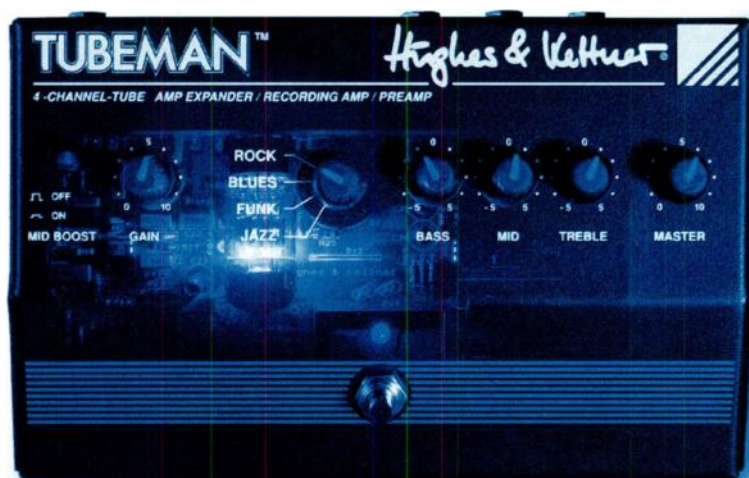 TUBEMAN™ Hughes & Kettner®
4-CHANNEL-TUBE AMP EXPANDER / RECORDING AMP / PREAMP
5 ROCK 0 0 0 5
BLUES
OFF FUNK
ON 0 10 -5 5 -5 5 -5 5 0 10
MID BOOST GAIN JAZZ BASS MID TREBLE MASTER
hughes & kettner